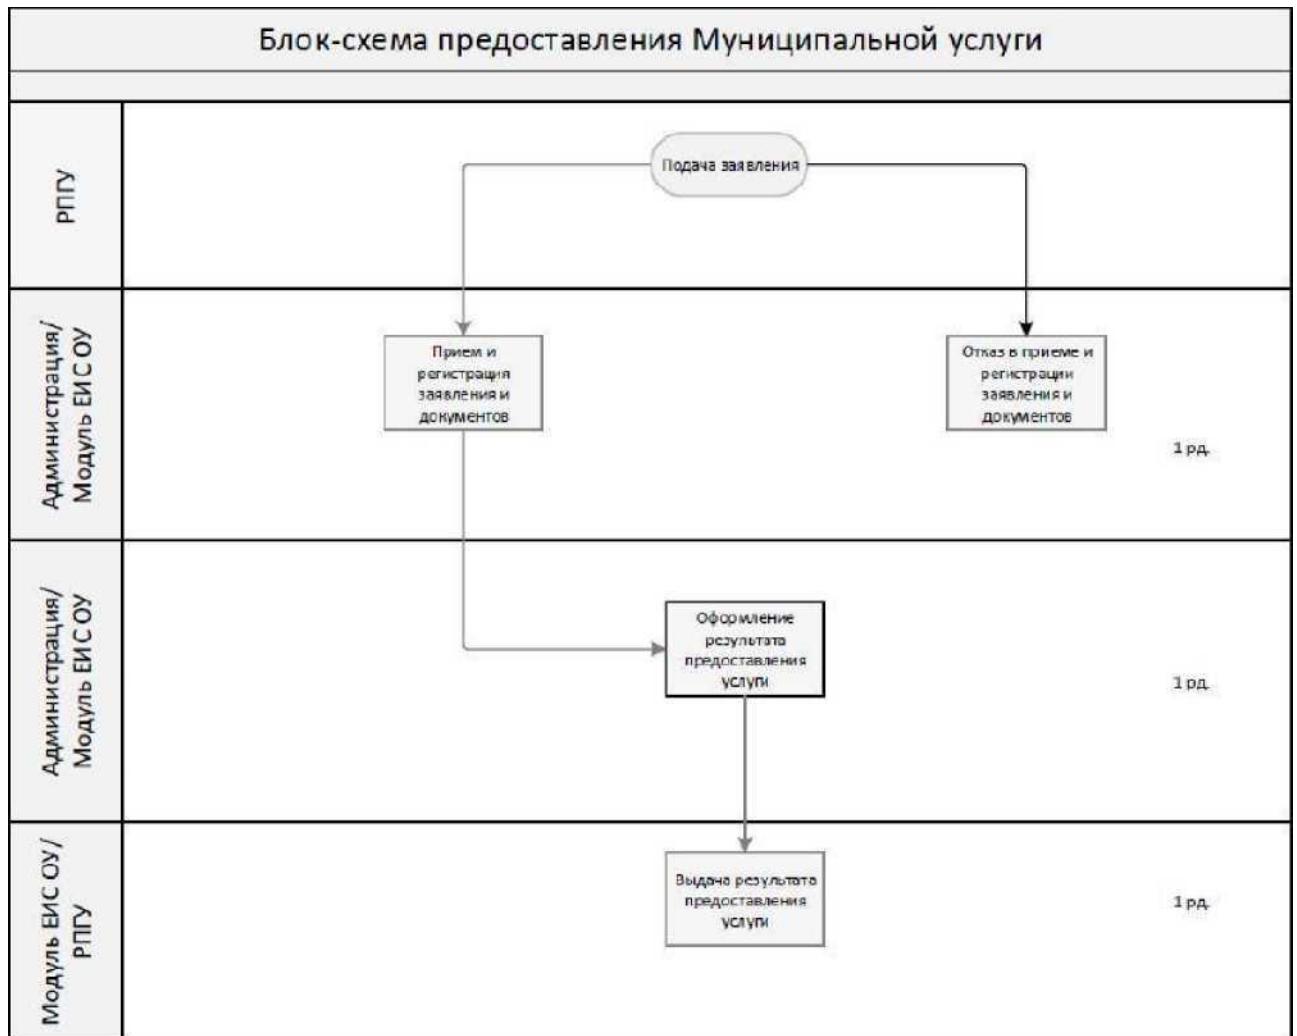 Блок-схема предоставления Муниципальной услуги
РПГУ
Подача заявления
Администрация/
Модуль ЕИС ОУ
Прием и
регистрация
заявления и
документов
Отказ в приеме и
регистрации
заявления и
документов
1 рд.
Администрация/
Модуль ЕИС ОУ
Оформление
результата
предоставления
услуги
1 рд.
Модуль ЕИС ОУ/
РПГУ
Выдача результата
предоставления
услуги
1 рд.